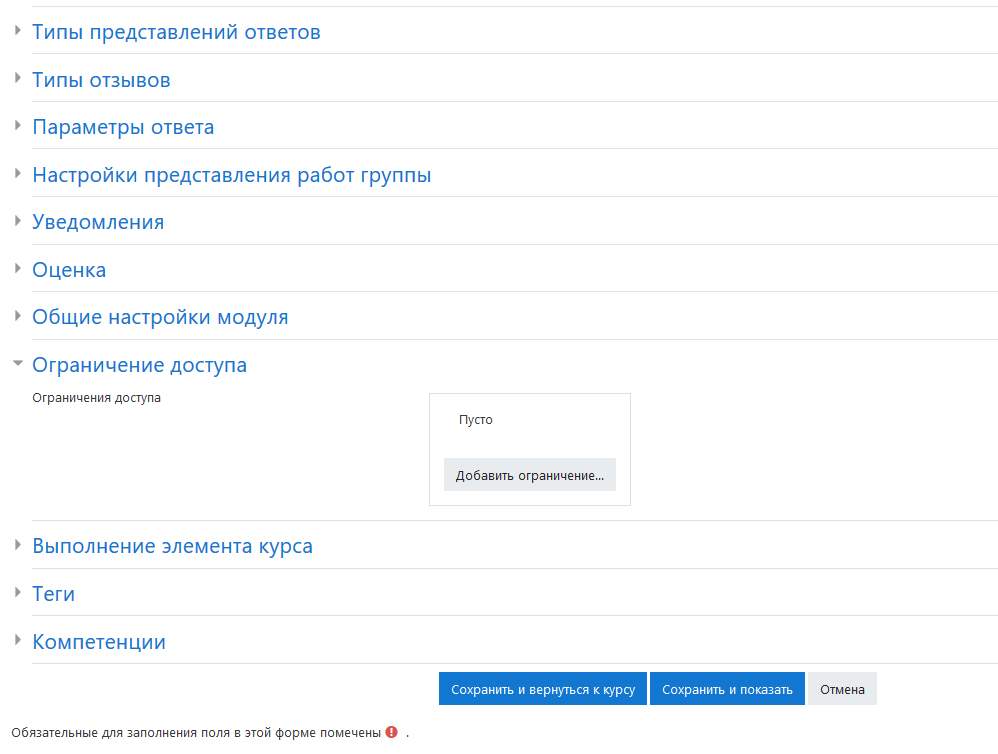 Типы представлений ответов
Типы отзывов
Параметры ответа
Настройки представления работ группы
Уведомления
Оценка
Общие настройки модуля
Ограничение доступа
Ограничения доступа
Пусто
Добавить ограничение...
Выполнение элемента курса
Теги
Компетенции
Сохранить и вернуться к курсу Сохранить и показать Отмена
Обязательные для заполнения поля в этой форме помечены ! .